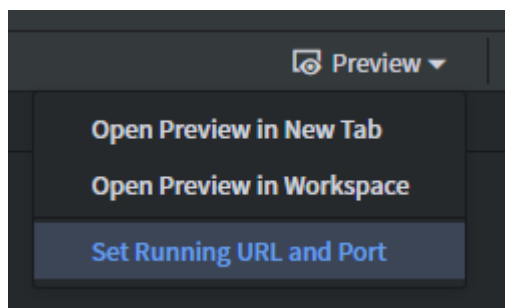 Preview
Open Preview in New Tab
Open Preview in Workspace
Set Running URL and Port